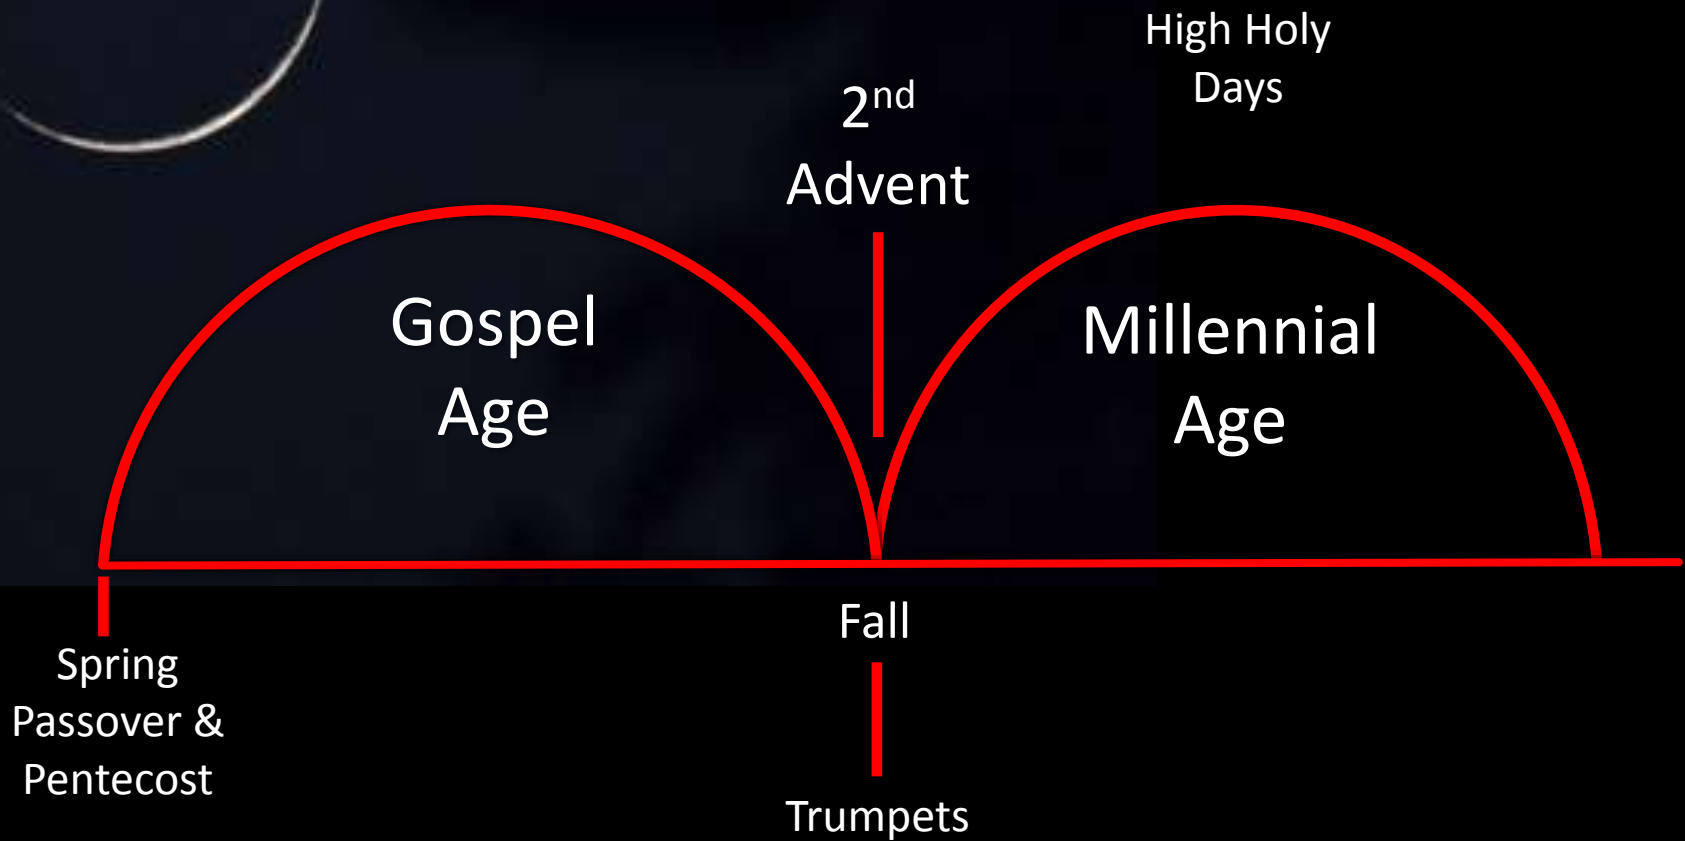 High Holy
Days
2nd
Advent
Gospel
Age
Millennial
Age
Fall
Spring
Passover &
Pentecost
Trumpets